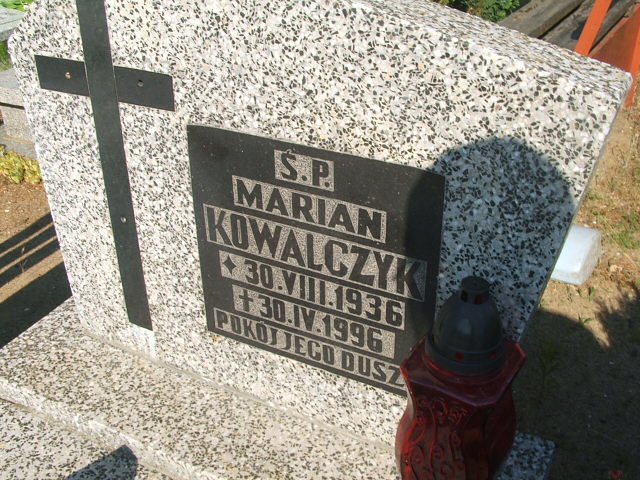 Ś.P.
MARIAN
KOWALCZYK
30.VIII.1936
30.IV.1996
POKÓJ JEGO DUSZ